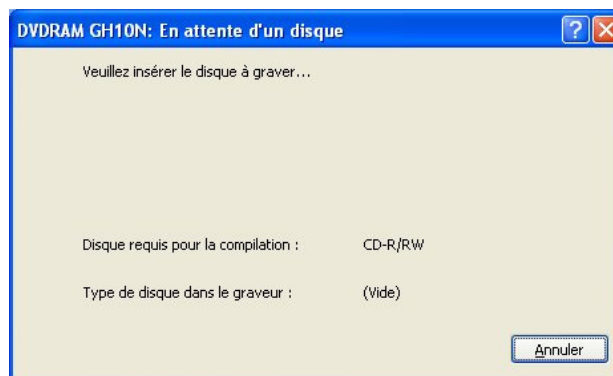 DVDRAM GH10N: En attente d'un disque
Veuillez insérer le disque à graver...
Disque requis pour la compilation : CD-R/RW
Type de disque dans le graveur : (Vide)
Annuler